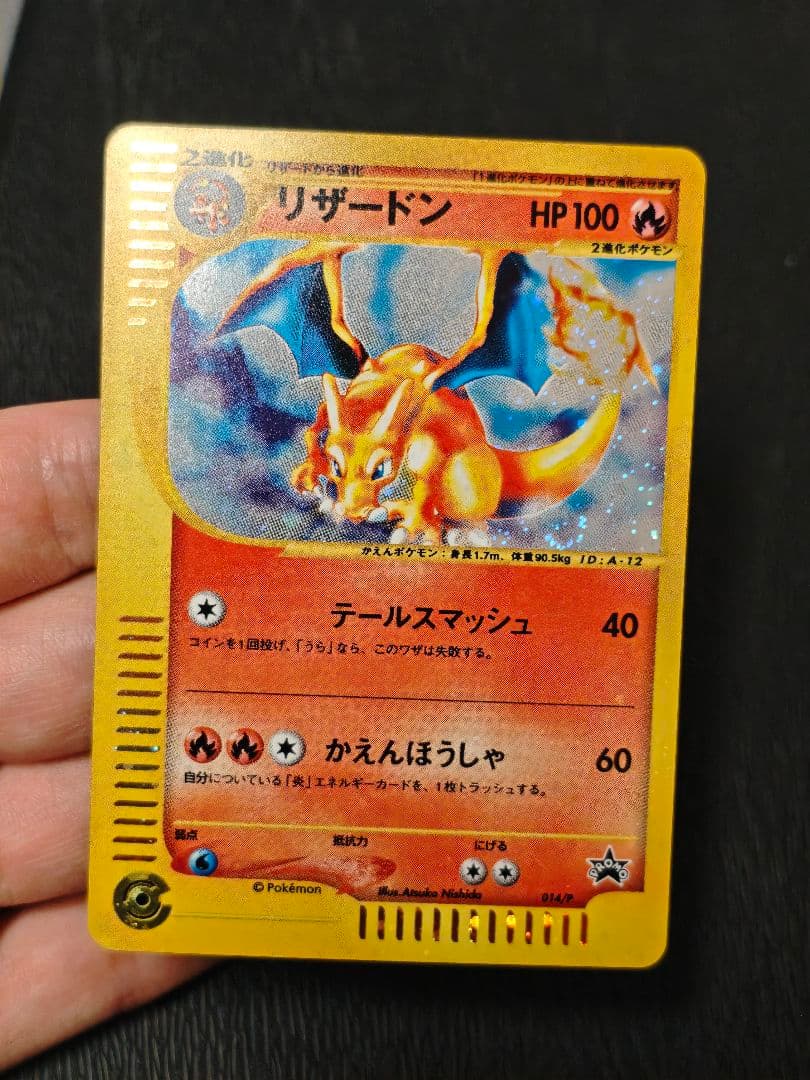 2進化
リザードから進化
「1進化ポケモン」の上に重ねて進化させます
リザードン
HP100
2進化ポケモン
かえんポケモン：身長1.7m、体重90.5kg ID:A-12
テールスマッシュ 40
コインを1回投げ、「うら」なら、このワザは失敗する。
かえんほうしゃ 60
自分についている「炎」エネルギーカードを、1枚トラッシュする。
弱点 抵抗力 にげる
© Pokémon Illus. Atsuko Nishida 014/P
PROMO